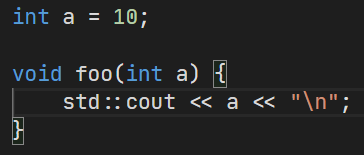 int a = 10;
void foo(int a) {
    std::cout << a << "\n";
}